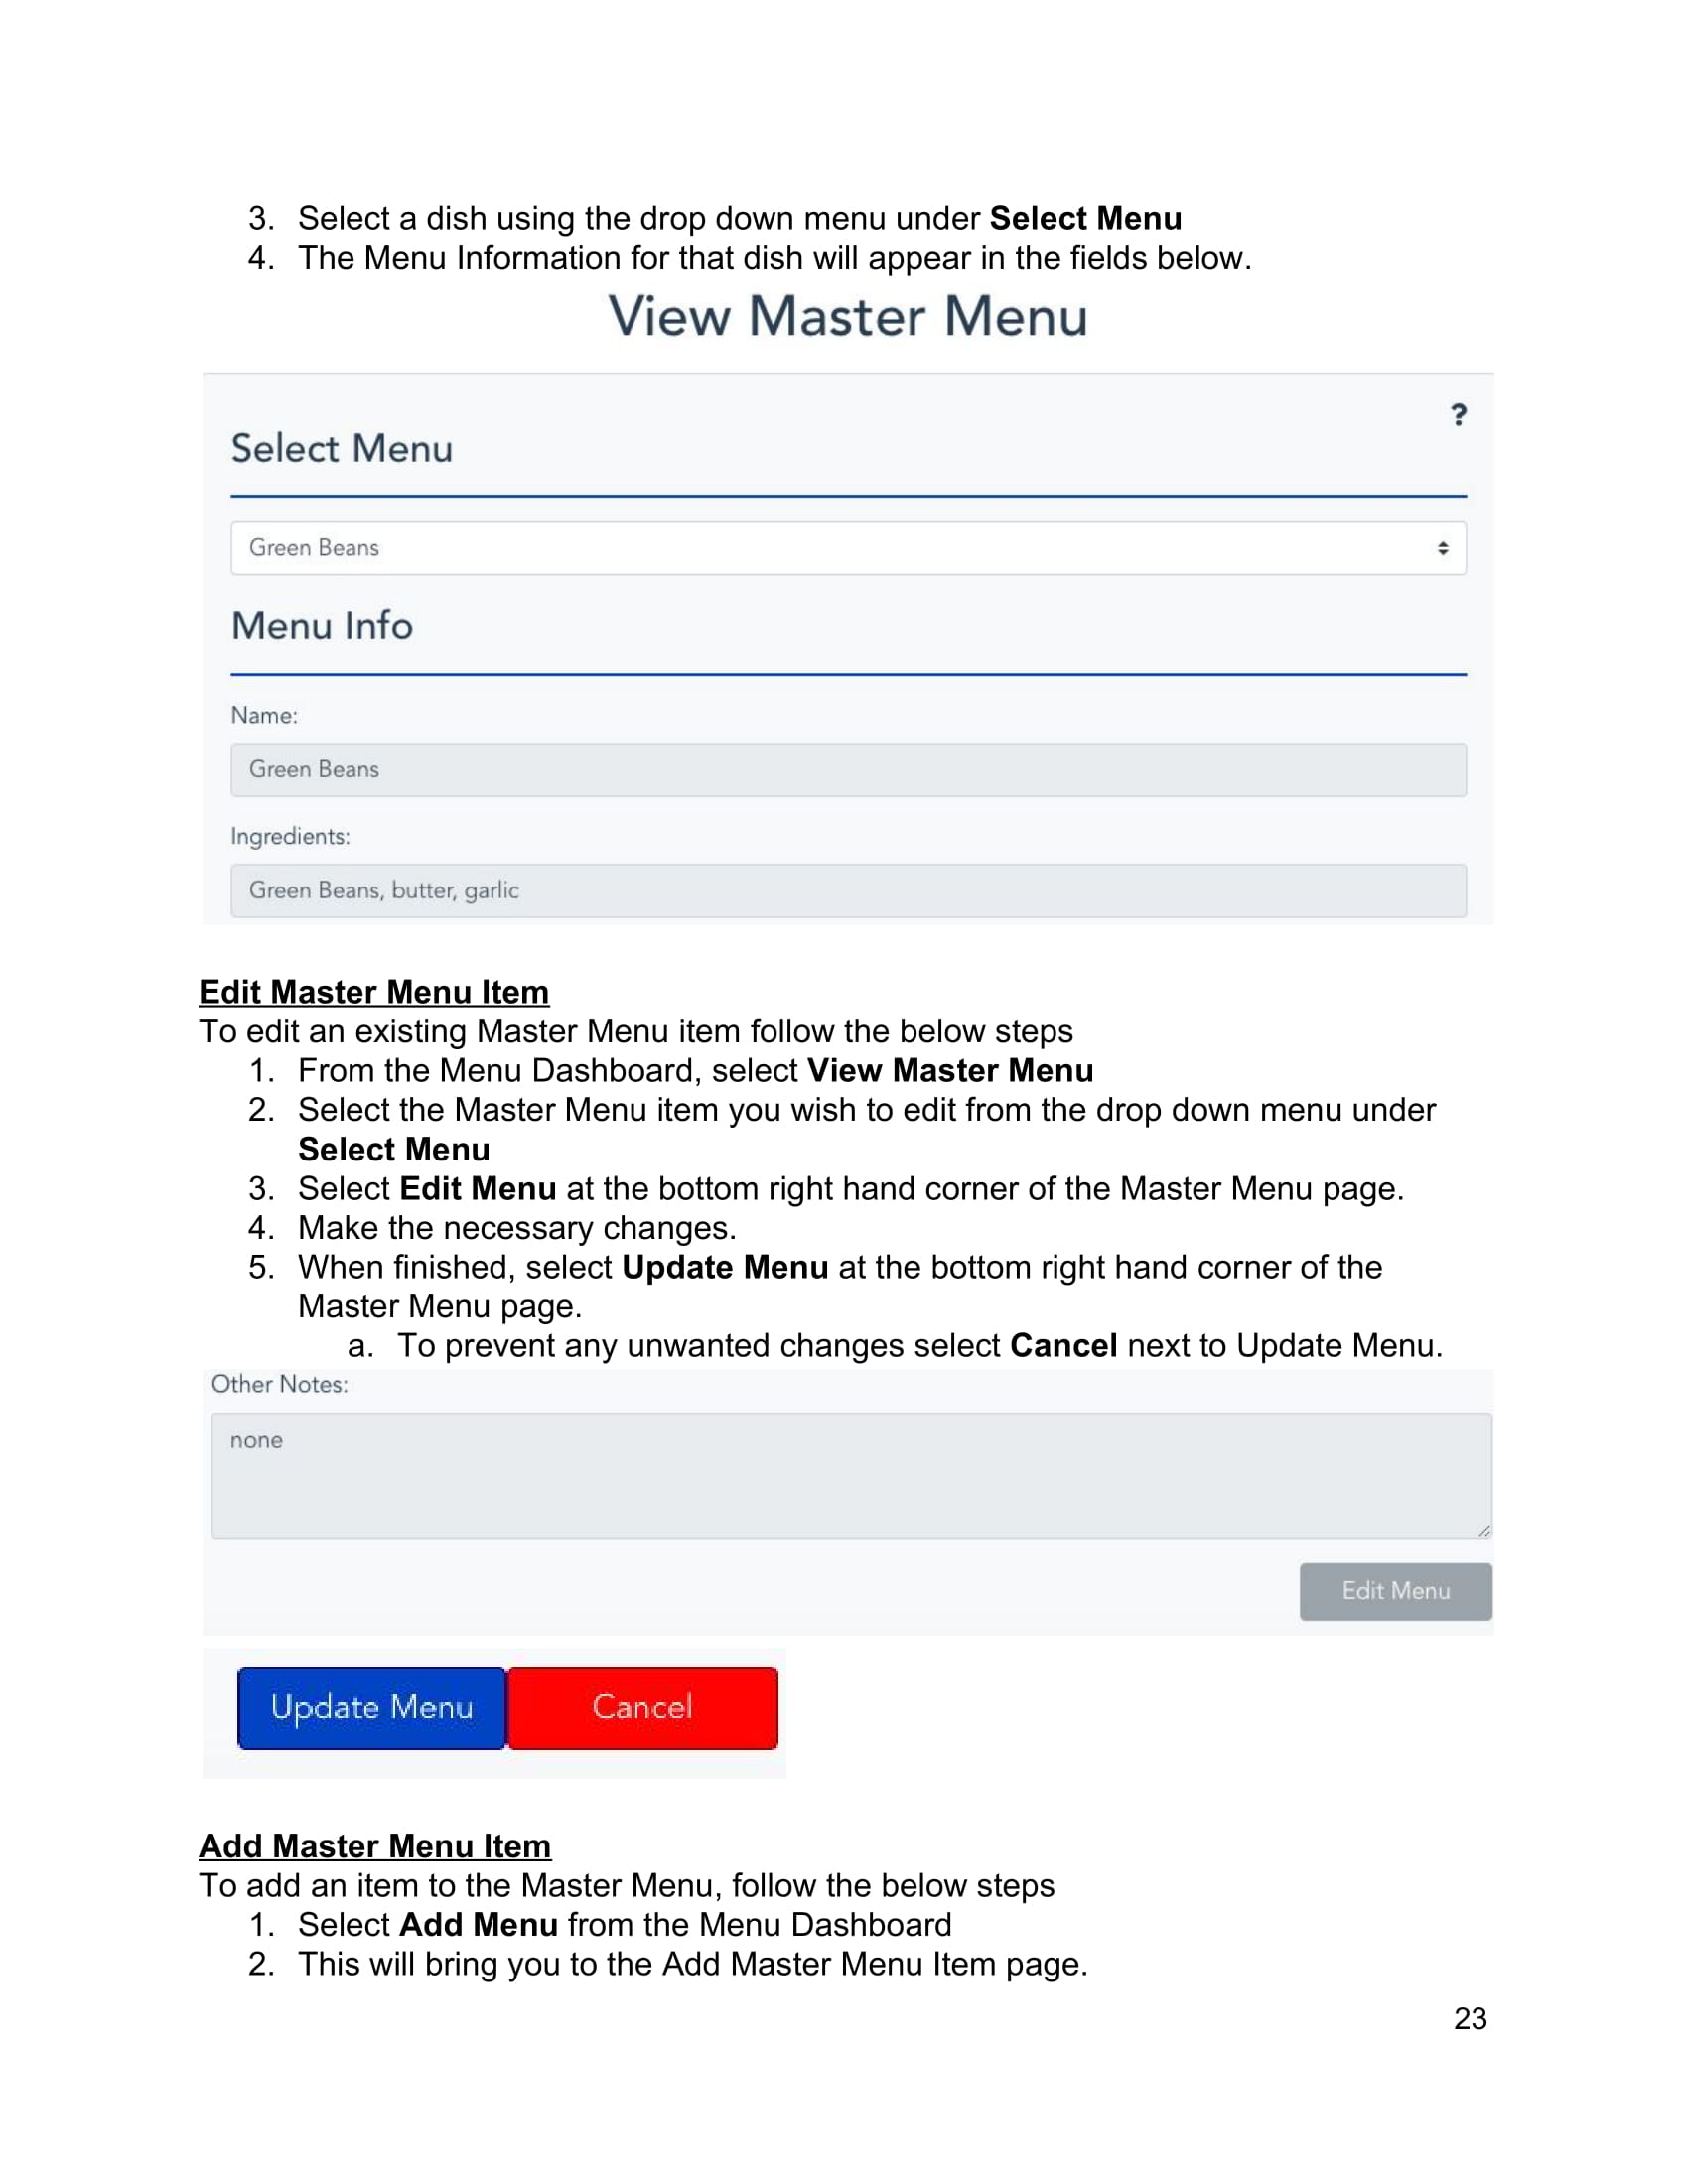 3. Select a dish using the drop down menu under Select Menu
4. The Menu Information for that dish will appear in the fields below.
View Master Menu
?
Select Menu
Green Beans
Menu Info
Name:
Green Beans
Ingredients:
Green Beans, butter, garlic
Edit Master Menu Item
To edit an existing Master Menu item follow the below steps
1. From the Menu Dashboard, select View Master Menu
2. Select the Master Menu item you wish to edit from the drop down menu under
Select Menu
3. Select Edit Menu at the bottom right hand corner of the Master Menu page.
4. Make the necessary changes.
5. When finished, select Update Menu at the bottom right hand corner of the
Master Menu page.
a. To prevent any unwanted changes select Cancel next to Update Menu.
Other Notes:
none
Edit Menu
Update Menu Cancel
Add Master Menu Item
To add an item to the Master Menu, follow the below steps
1. Select Add Menu from the Menu Dashboard
2. This will bring you to the Add Master Menu Item page.
23